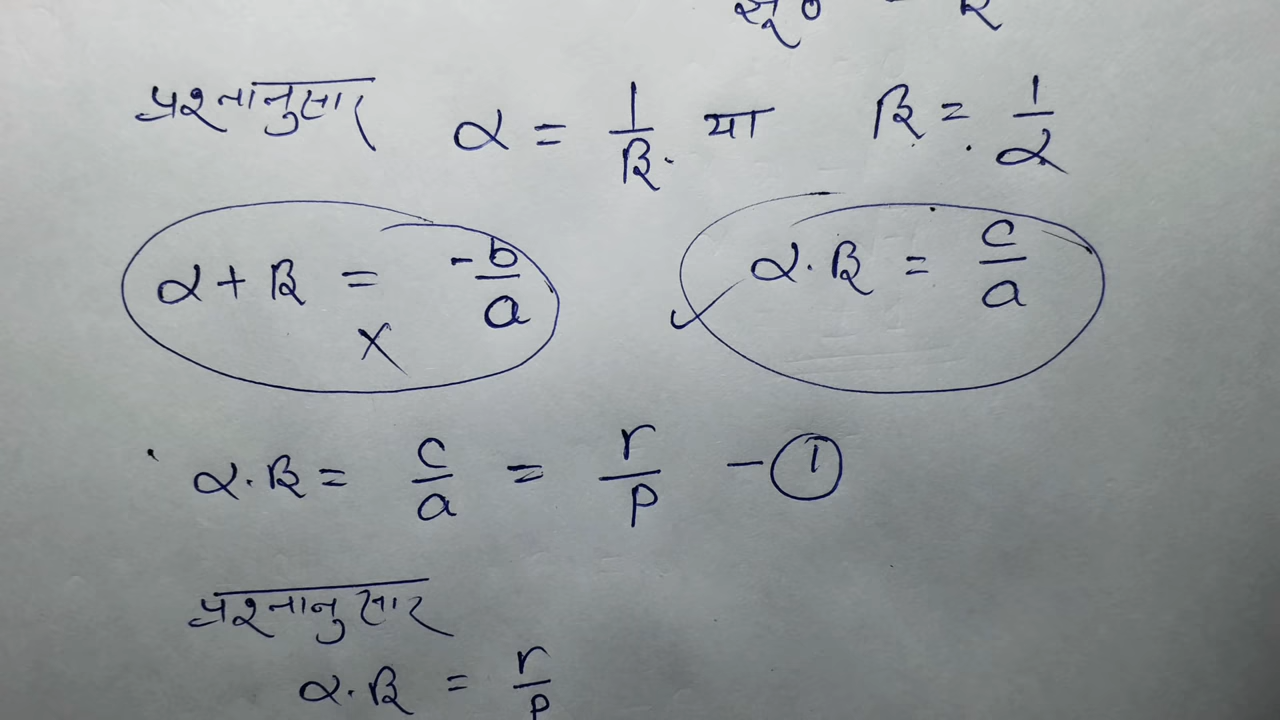 प्रश्नानुसार α = 1/β. या β = 1/α
α + β = -b/a α.β = c/a
α.β = c/a = r/p - ①
प्रश्नानुसार
α.β = r/p